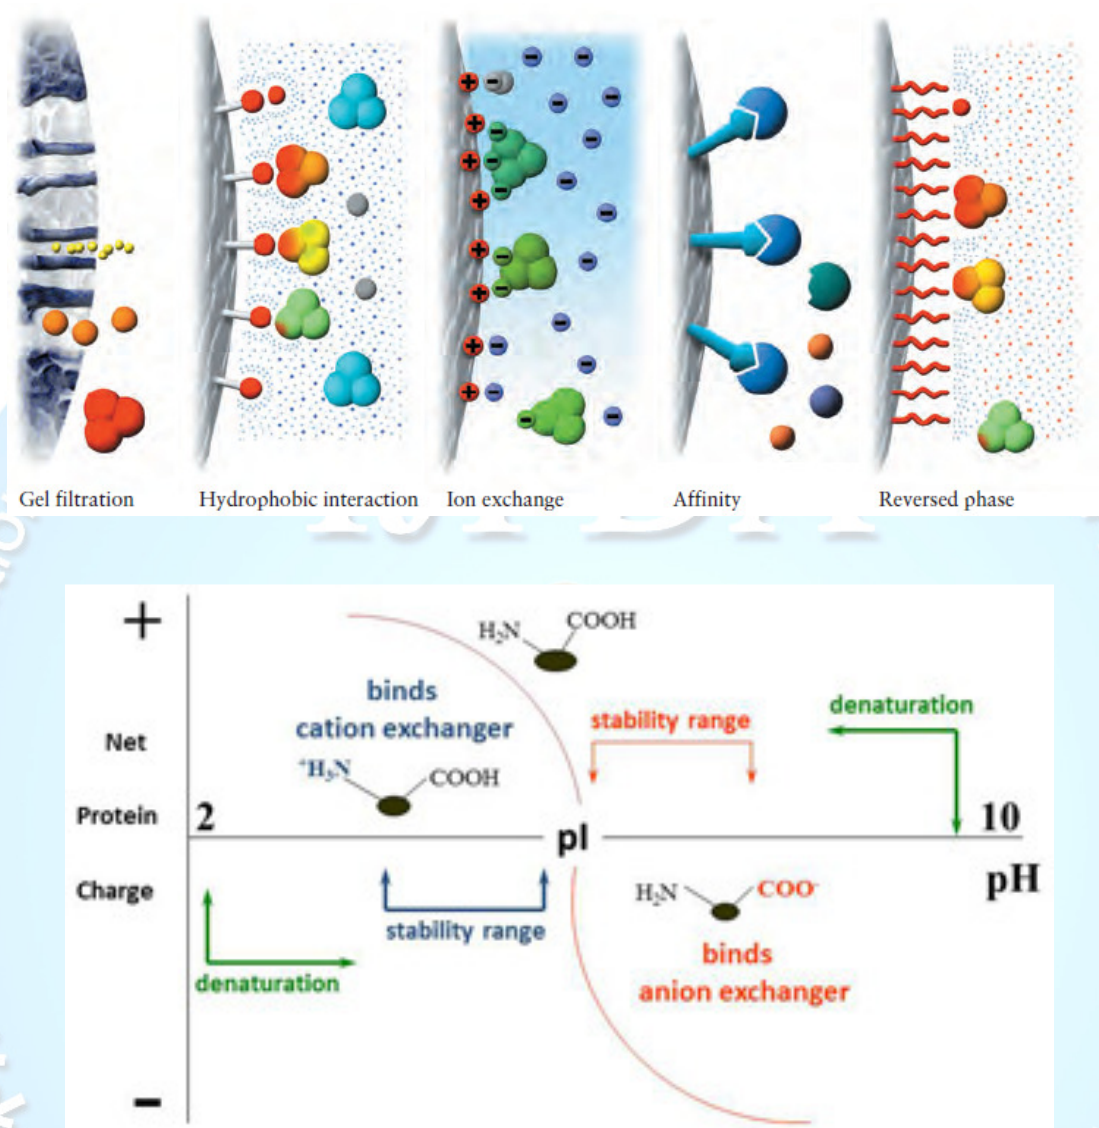 Gel filtration
Hydrophobic interaction
Ion exchange
Affinity
Reversed phase
+
H₂N
COOH
binds
cation exchanger
⁺H₃N
COOH
stability range
denaturation
Net
Protein
Charge
2
pI
10
pH
stability range
denaturation
H₂N
COO⁻
binds
anion exchanger
-